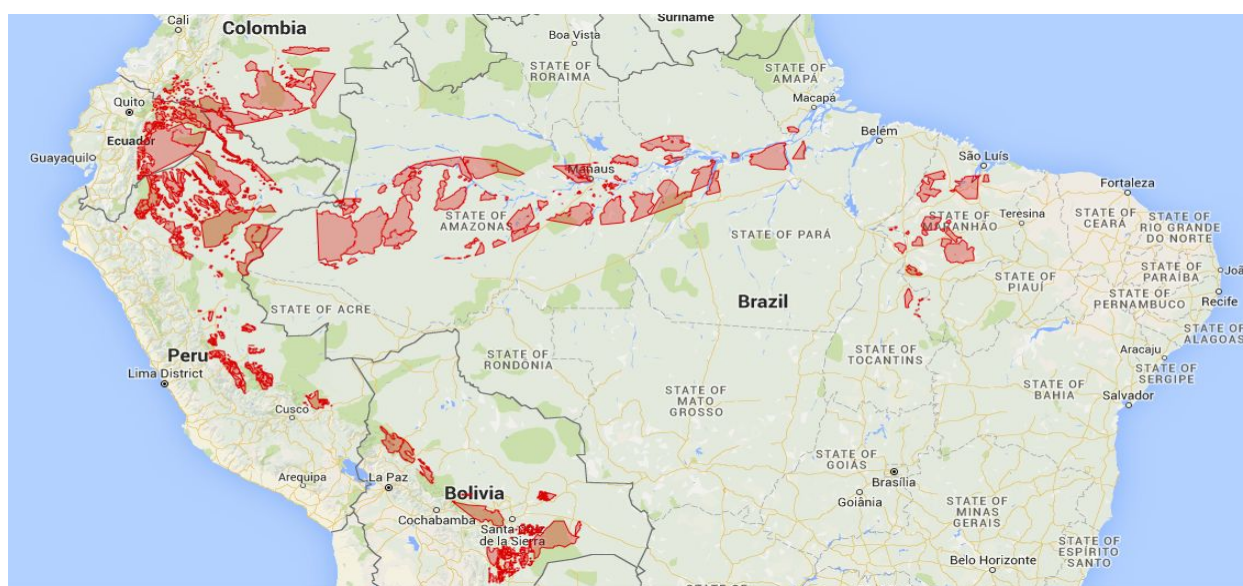 Cali
Colombia
Suriname
Boa Vista
STATE OF
RORAIMA
STATE OF
AMAPÁ
Macapá
Quito
Ecuador
Guayaquil
Belém
São Luís
Manaus
Fortaleza
STATE OF
AMAZONAS
STATE OF PARÁ
STATE OF
MARANHÃO
Teresina
STATE OF
CEARÁ
STATE OF
RIO GRANDE
DO NORTE
STATE OF
PARAÍBA
Joã
STATE OF
PIAUÍ
STATE OF
PERNAMBUCO
Recife
STATE OF ACRE
Brazil
STATE OF
ALAGOAS
Peru
Lima District
STATE OF
RONDÔNIA
STATE OF
TOCANTINS
Aracaju
STATE OF
SERGIPE
STATE OF
MATO
GROSSO
STATE OF
BAHIA
Salvador
Cusco
STATE OF
GOIÁS
Brasília
Arequipa
La Paz
Bolivia
Goiânia
Cochabamba
Santa Cruz
de la Sierra
STATE OF
MINAS
GERAIS
STATE OF
ESPÍRITO
SANTO
Belo Horizonte